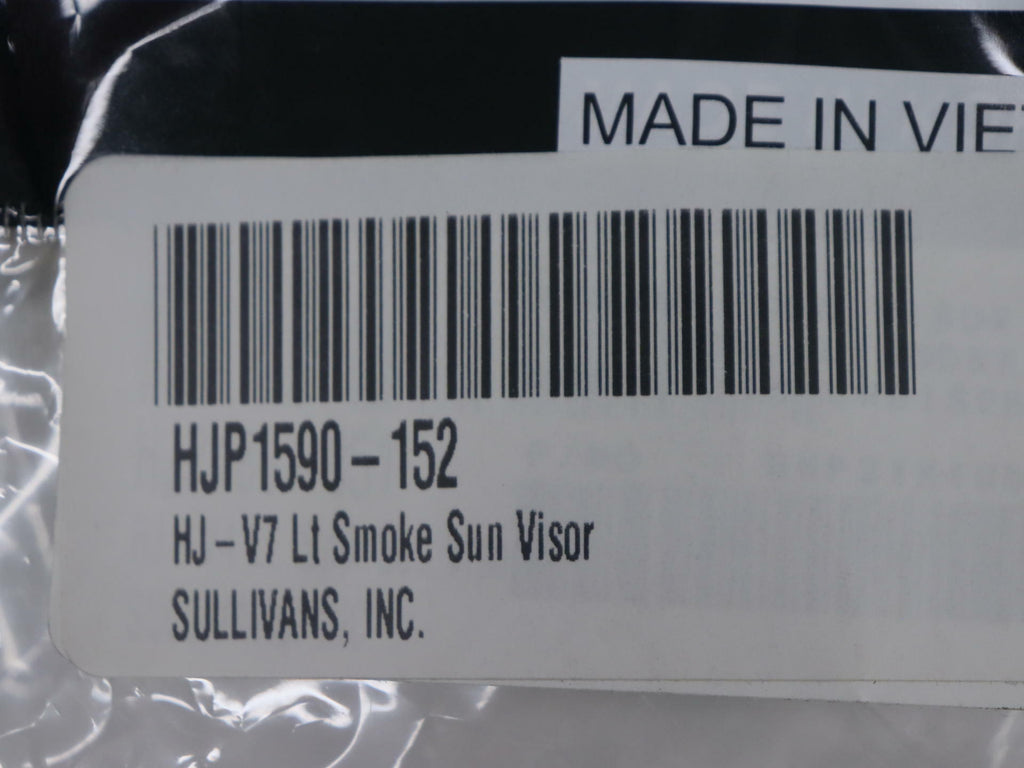 MADE IN VIE
HJP1590-152
HJ-V7 Lt Smoke Sun Visor
SULLIVANS, INC.